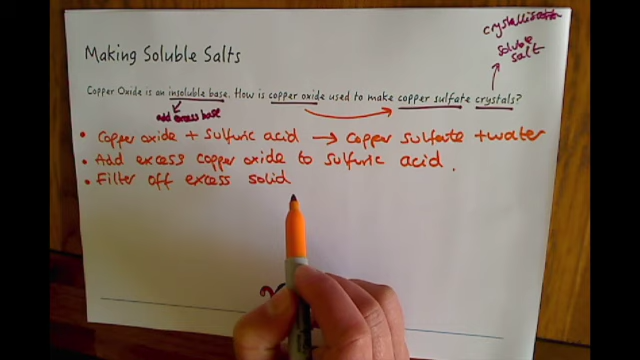 crystallisation
soluble
salt
Making Soluble Salts
Copper Oxide is an insoluble base. How is copper oxide used to make copper sulfate crystals?
add excess base
• Copper oxide + sulfuric acid → Copper sulfate + water
• Add excess copper oxide to sulfuric acid.
• Filter off excess solid